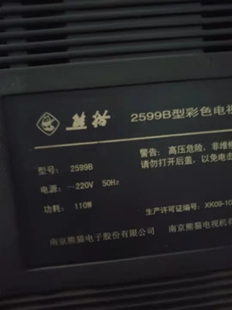 熊猫 2599B型彩色电视
警告：高压危险，非维
请勿打开后盖，以免电
型号：2599B
电源：~220V 50Hz
功耗：110W
生产许可证编号：XK09-10
南京熊猫电子股份有限公司 南京熊猫电视机有